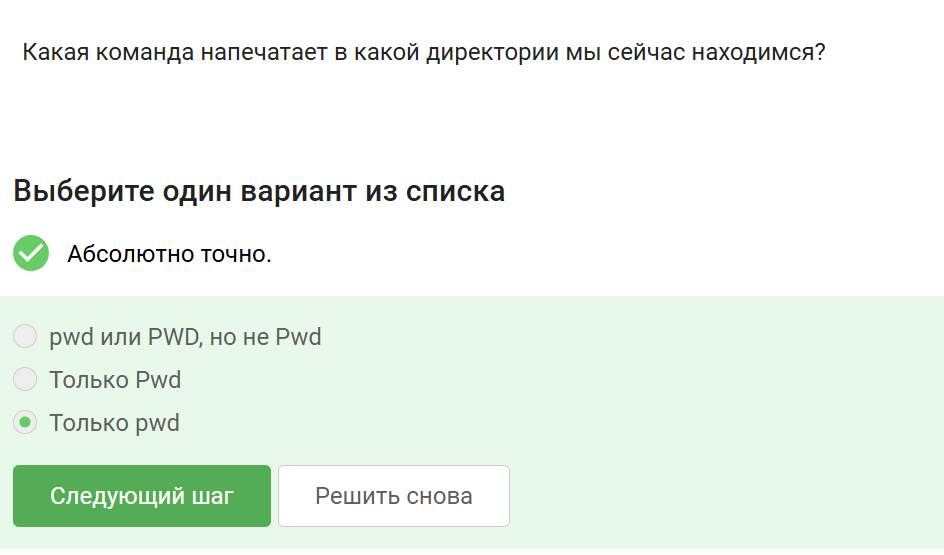 Какая команда напечатает в какой директории мы сейчас находимся?
Выберите один вариант из списка
Абсолютно точно.
pwd или PWD, но не Pwd
Только Pwd
Только pwd
Следующий шаг
Решить снова